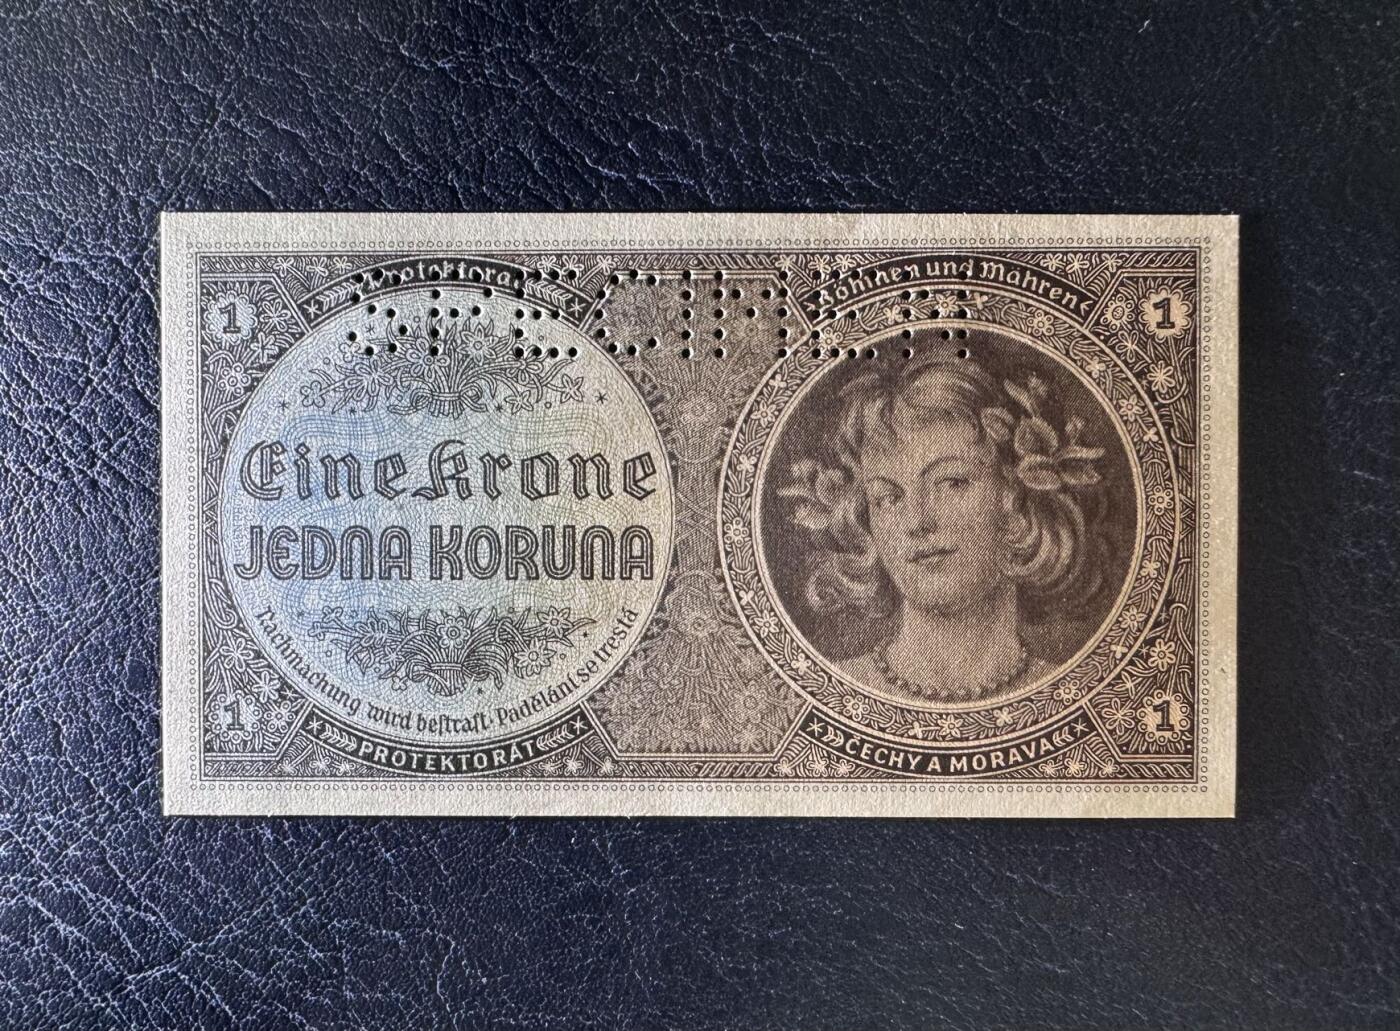 Protektorat
Böhmen und Mähren
SPECIMEN
1
1
Eine Krone
JEDNA KORUNA
Nachmachung wird bestraft. Padělání se trestá
1
1
PROTEKTORÁT
ČECHY A MORAVA